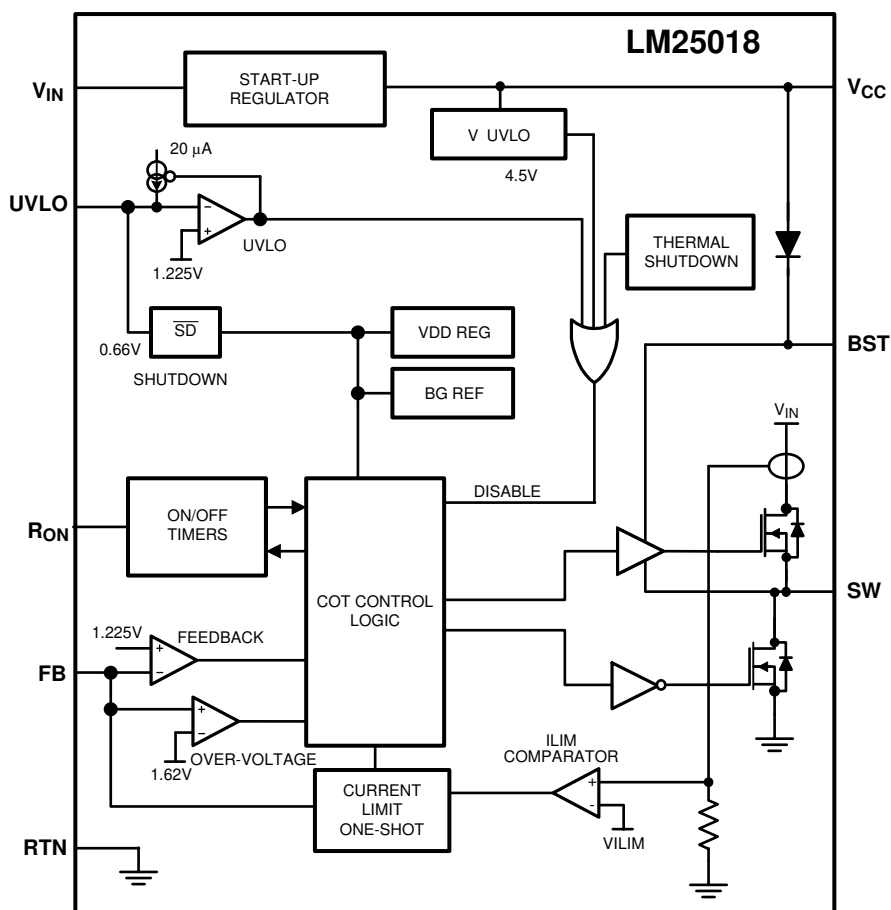 LM25018
START-UP
REGULATOR
VIN
VCC
V UVLO
4.5V
20 µA
UVLO
UVLO
1.225V
THERMAL
SHUTDOWN
SD
0.66V
SHUTDOWN
VDD REG
BG REF
BST
VIN
DISABLE
RON
ON/OFF
TIMERS
COT CONTROL
LOGIC
SW
1.225V
FEEDBACK
FB
OVER-VOLTAGE
1.62V
ILIM
COMPARATOR
CURRENT
LIMIT
ONE-SHOT
VILIM
RTN